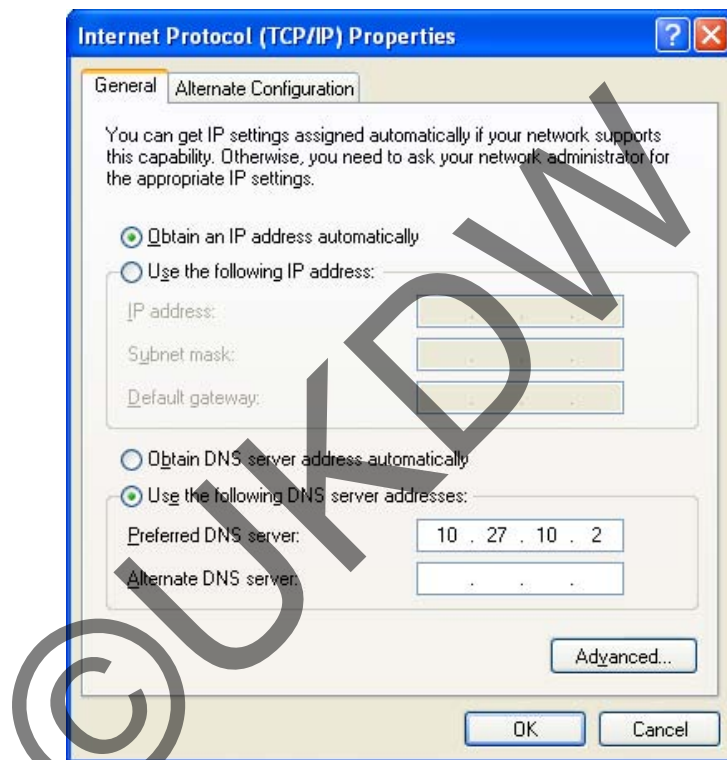 Internet Protocol (TCP/IP) Properties
General
Alternate Configuration
You can get IP settings assigned automatically if your network supports
this capability. Otherwise, you need to ask your network administrator for
the appropriate IP settings.
Obtain an IP address automatically
Use the following IP address:
IP address:
Subnet mask:
Default gateway:
Obtain DNS server address automatically
Use the following DNS server addresses:
Preferred DNS server: 10 . 27 . 10 . 2
Alternate DNS server:
Advanced...
OK Cancel
©UKDW